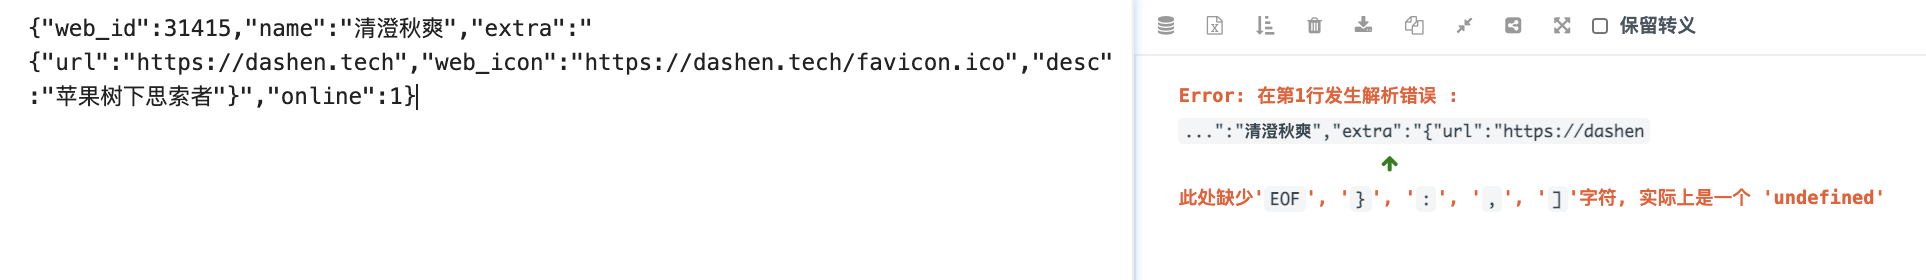 {"web_id":31415,"name":"清澄秋爽","extra":"
{"url":"https://dashen.tech","web_icon":"https://dashen.tech/favicon.ico","desc"
:"苹果树下思索者"}","online":1}
保留转义
Error: 在第1行发生解析错误 :
...":"清澄秋爽","extra":"{"url":"https://dashen
此处缺少'EOF', '}', ':', ',', ']'字符, 实际上是一个 'undefined'